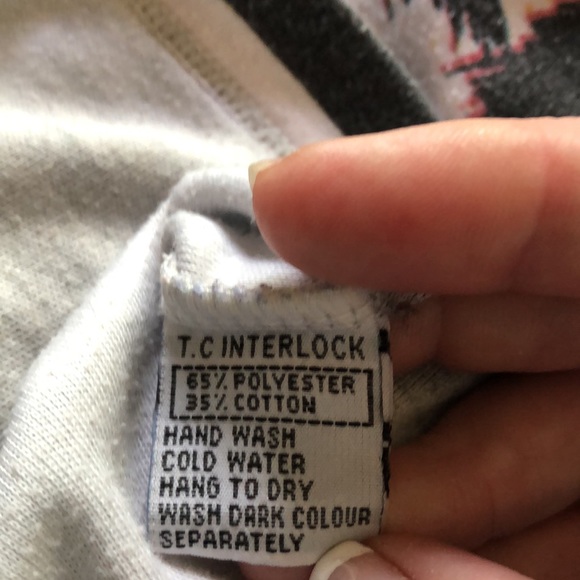 T.C INTERLOCK
65% POLYESTER
35% COTTON
HAND WASH
COLD WATER
HANG TO DRY
WASH DARK COLOUR
SEPARATELY